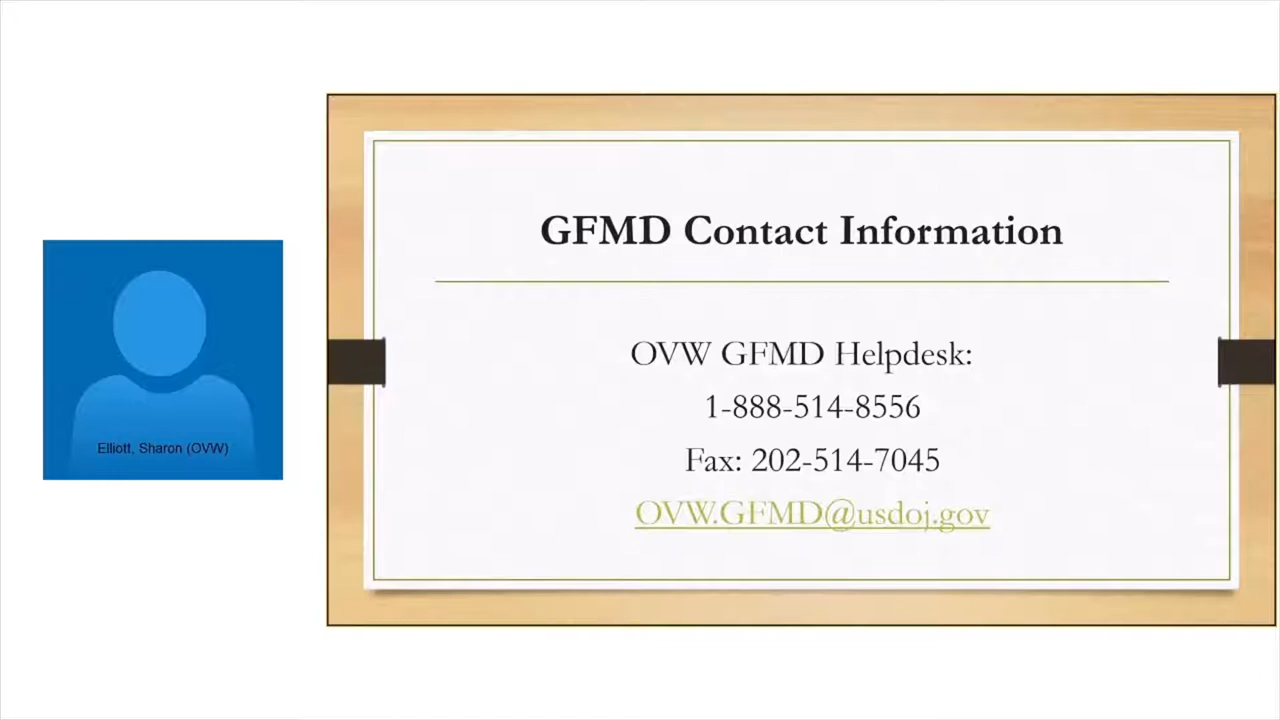 GFMD Contact Information
OVW GFMD Helpdesk:
1-888-514-8556
Fax: 202-514-7045
OVW.GFMD@usdoj.gov
Elliott, Sharon (OVW)